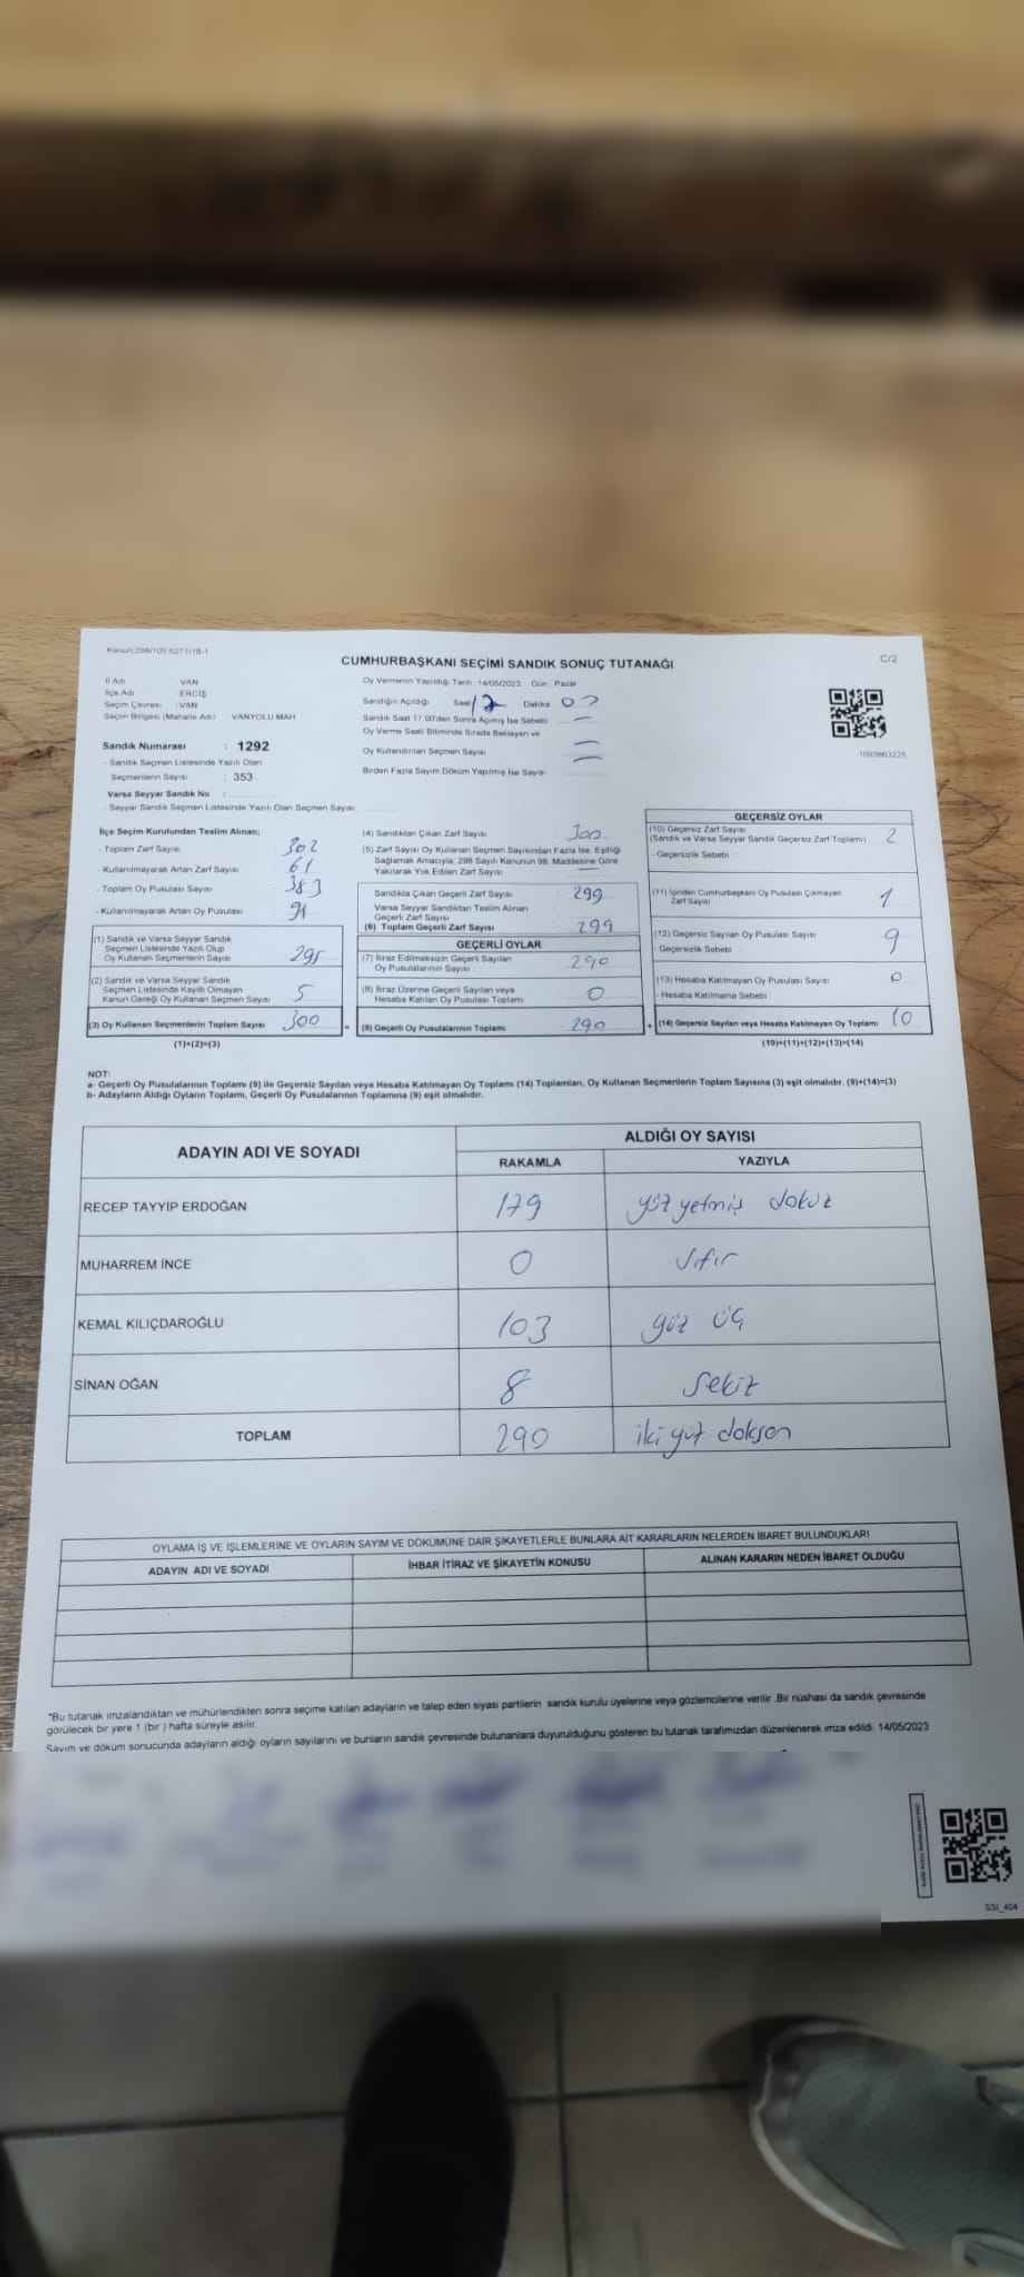 CUMHURBAŞKANI SEÇİMİ SANDIK SONUÇ TUTANAĞI
C/2
İl Adı VAN
İlçe Adı ERCİŞ
Seçim Çevresi : VAN
Seçim Bölgesi (Mahalle Adı) VANYOLU MAH
Sandık Numarası : 1292
Sandık Seçmen Listesinde Yazılı Olan
Seçmenlerin Sayısı : 353
Varsa Seyyar Sandık No :
Seyyar Sandık Seçmen Listesinde Yazılı Olan Seçmen Sayısı
Oy Vermenin Yapıldığı Tarih : 14/05/2023 Gün : Pazar
Sandığın Açıldığı Saat Dakika
Sandık Saat 17.00'den Sonra Açılmış İse Sebebi
Oy Verme Saati Bitiminde Sırada Bekleyen ve
Oy Kullandırılan Seçmen Sayısı
Birden Fazla Sayım Döküm Yapılmış İse Sayısı
İlçe Seçim Kurulundan Teslim Alınan;
- Toplam Zarf Sayısı
- Kullanılmayarak Artan Zarf Sayısı 61
- Toplam Oy Pusulası Sayısı 383
- Kullanılmayarak Artan Oy Pusulası 91
(1) Sandık ve Varsa Seyyar Sandık
Seçmen Listesinde Yazılı Olup
Oy Kullanan Seçmenlerin Sayısı 295
(2) Sandık ve Varsa Seyyar Sandık
Seçmen Listesinde Kayıtlı Olmayan
Kanun Gereği Oy Kullanan Seçmen Sayısı 5
(3) Oy Kullanan Seçmenlerin Toplam Sayısı 300 =
(1)+(2)=(3)
(4) Sandıktan Çıkan Zarf Sayısı 300
(5) Zarf Sayısı Oy Kullanan Seçmen Sayısından Fazla İse, Eşitliği
Sağlamak Amacıyla, 298 Sayılı Kanunun 98. Maddesine Göre
Yakılarak Yok Edilen Zarf Sayısı —
Sandıkta Çıkan Geçerli Zarf Sayısı 299
Varsa Seyyar Sandıktan Teslim Alınan
Geçerli Zarf Sayısı
(6) Toplam Geçerli Zarf Sayısı 299
GEÇERLİ OYLAR
(7) İtiraz Edilmeksizin Geçerli Sayılan
Oy Pusulalarının Sayısı 290
(8) İtiraz Üzerine Geçerli Sayılan veya
Hesaba Katılan Oy Pusulası Toplamı 0
(9) Geçerli Oy Pusulalarının Toplamı 290 +
GEÇERSİZ OYLAR
(10) Geçersiz Zarf Sayısı
(Sandık ve Varsa Seyyar Sandık Geçersiz Zarf Toplamı) 2
- Geçersizlik Sebebi
(11) İçinden Cumhurbaşkanı Oy Pusulası Çıkmayan
Zarf Sayısı 1
(12) Geçersiz Sayılan Oy Pusulası Sayısı 9
- Geçersizlik Sebebi
(13) Hesaba Katılmayan Oy Pusulası Sayısı 0
- Hesaba Katılmama Sebebi
(14) Geçersiz Sayılan veya Hesaba Katılmayan Oy Toplamı 10
(10)+(11)+(12)+(13)=(14)
NOT:
a- Geçerli Oy Pusulalarının Toplamı (9) ile Geçersiz Sayılan veya Hesaba Katılmayan Oy Toplamı (14) Toplamları, Oy Kullanan Seçmenlerin Toplam Sayısına (3) eşit olmalıdır. (9)+(14)=(3)
b- Adayların Aldığı Oyların Toplamı, Geçerli Oy Pusulalarının Toplamına (9) eşit olmalıdır.
ADAYIN ADI VE SOYADI ALDIĞI OY SAYISI
RAKAMLA YAZIYLA
RECEP TAYYİP ERDOĞAN 179 yüz yetmiş dokuz
MUHARREM İNCE 0 sıfır
KEMAL KILIÇDAROĞLU 103 yüz üç
SİNAN OĞAN 8 sekiz
TOPLAM 290 iki yüz doksan
OYLAMA İŞ VE İŞLEMLERİNE VE OYLARIN SAYIM VE DÖKÜMÜNE DAİR ŞİKAYETLERLE BUNLARA AİT KARARLARIN NELERDEN İBARET BULUNDUKLARI
ADAYIN ADI VE SOYADI İHBAR İTİRAZ VE ŞİKAYETİN KONUSU ALINAN KARARIN NEDEN İBARET OLDUĞU
"Bu tutanak imzalandıktan ve mühürlendikten sonra seçime katılan adayların ve talep eden siyasi partilerin sandık kurulu üyelerine veya gözlemcilerine verilir. Bir nüshası da sandık çevresinde
görülecek bir yere 1 (bir ) hafta süreyle asılır.
Sayım ve döküm sonucunda adayların aldığı oyların sayılarını ve bunların sandık çevresinde bulunanlara duyurulduğunu gösteren bu tutanak tarafımızdan düzenlenerek imza edildi. 14/05/2023